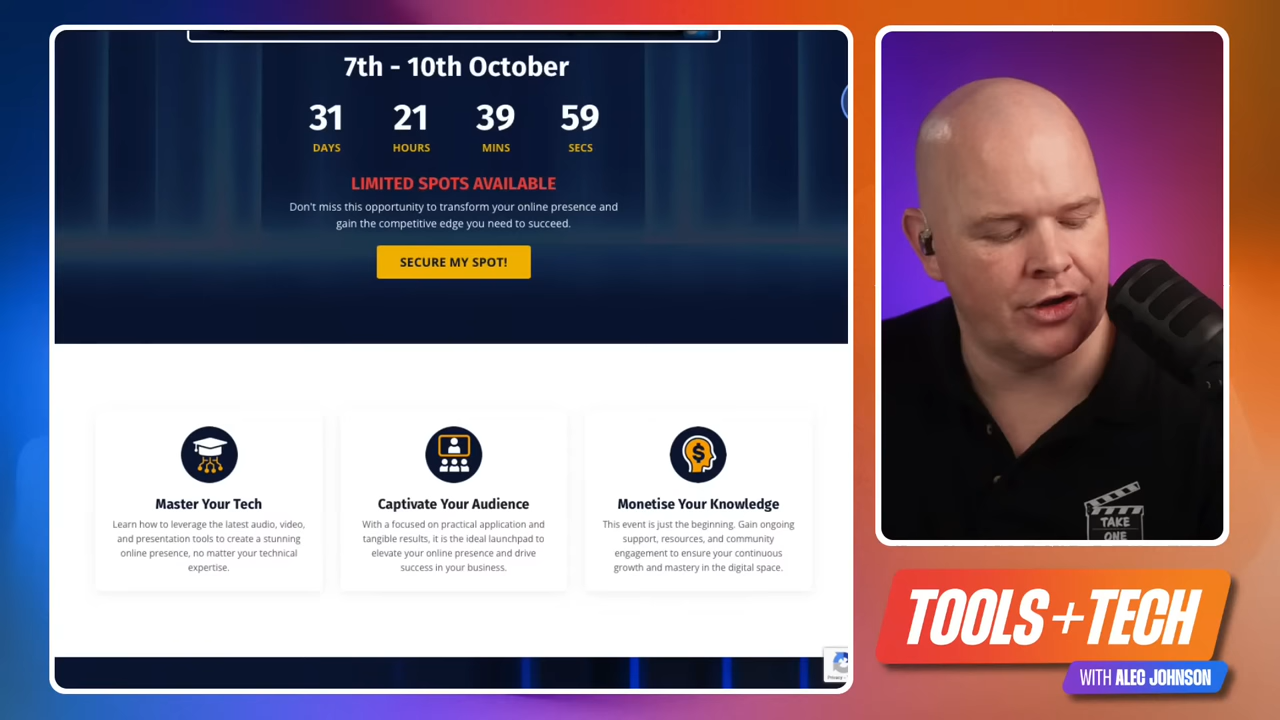 7th - 10th October
31 21 39 59
DAYS HOURS MINS SECS
LIMITED SPOTS AVAILABLE
Don't miss this opportunity to transform your online presence and
gain the competitive edge you need to succeed.
SECURE MY SPOT!
Master Your Tech
Learn how to leverage the latest audio, video,
and presentation tools to create a stunning
online presence, no matter your technical
expertise.
Captivate Your Audience
With a focused on practical application and
tangible results, it is the ideal launchpad to
elevate your online presence and drive
success in your business.
Monetise Your Knowledge
This event is just the beginning. Gain ongoing
support, resources, and community
engagement to ensure your continuous
growth and mastery in the digital space.
TAKE
ONE
TOOLS+TECH
WITH ALEC JOHNSON